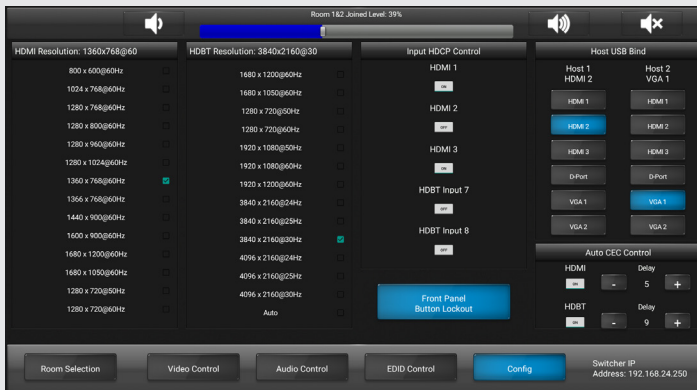 Room 1&2 Joined Level: 39%
HDMI Resolution: 1360x768@60
800 x 600@60Hz
1024 x 768@60Hz
1280 x 768@60Hz
1280 x 800@60Hz
1280 x 960@60Hz
1280 x 1024@60Hz
1360 x 768@60Hz
1366 x 768@60Hz
1440 x 900@60Hz
1600 x 900@60Hz
1680 x 1200@60Hz
1680 x 1050@60Hz
1280 x 720@50Hz
1280 x 720@60Hz
HDBT Resolution: 3840x2160@30
1680 x 1200@60Hz
1680 x 1050@60Hz
1280 x 720@50Hz
1280 x 720@60Hz
1920 x 1080@50Hz
1920 x 1080@60Hz
1920 x 1200@60Hz
3840 x 2160@24Hz
3840 x 2160@25Hz
3840 x 2160@30Hz
4096 x 2160@24Hz
4096 x 2160@25Hz
4096 x 2160@30Hz
Auto
Input HDCP Control
HDMI 1
ON
HDMI 2
OFF
HDMI 3
ON
HDBT Input 7
OFF
HDBT Input 8
OFF
Front Panel
Button Lockout
Host USB Bind
Host 1 Host 2
HDMI 2 VGA 1
HDMI 1 HDMI 1
HDMI 2 HDMI 2
HDMI 3 HDMI 3
D-Port D-Port
VGA 1 VGA 1
VGA 2 VGA 2
Auto CEC Control
HDMI Delay
ON - 5 +
HDBT Delay
ON - 9 +
Room Selection
Video Control
Audio Control
EDID Control
Config
Switcher IP
Address: 192.168.24.250